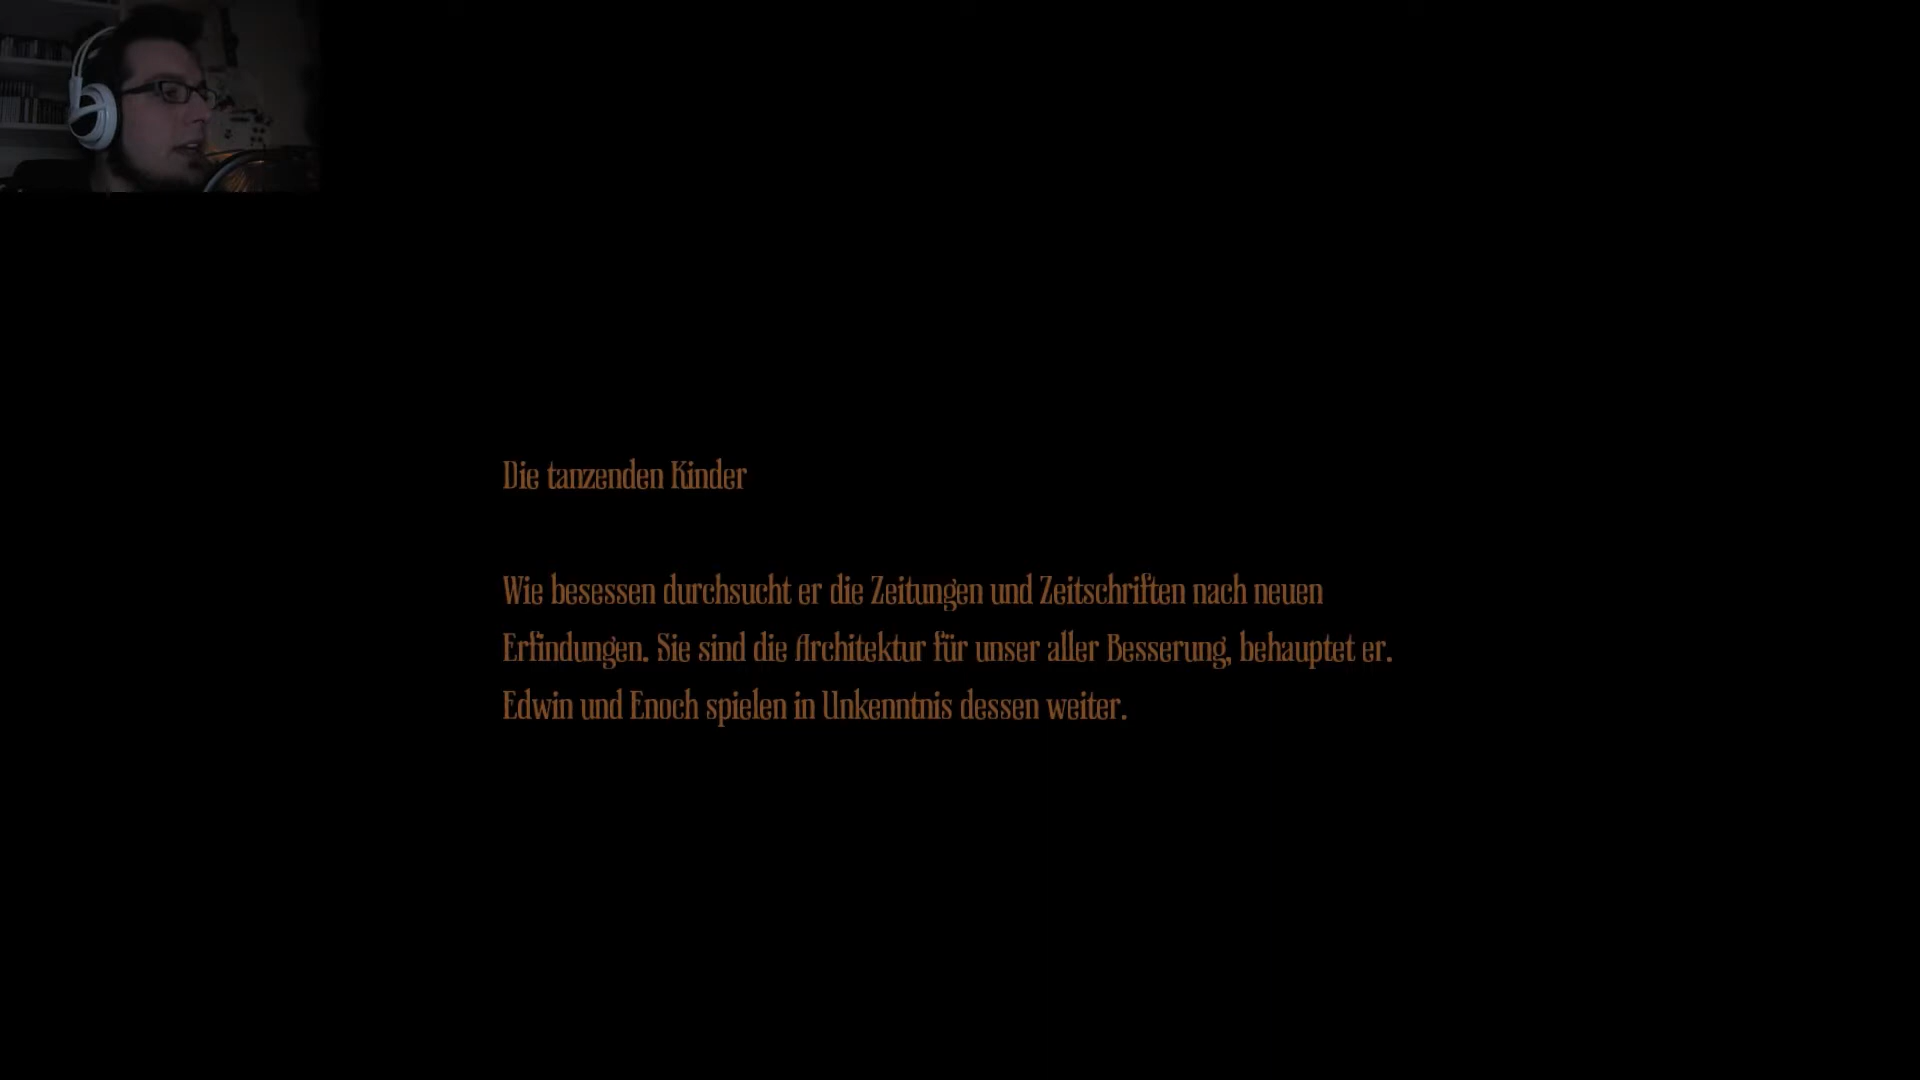 Die tanzenden Kinder
Wie besessen durchsucht er die Zeitungen und Zeitschriften nach neuen
Erfindungen. Sie sind die Architektur für unser aller Besserung, behauptet er.
Edwin und Enoch spielen in Unkenntnis dessen weiter.